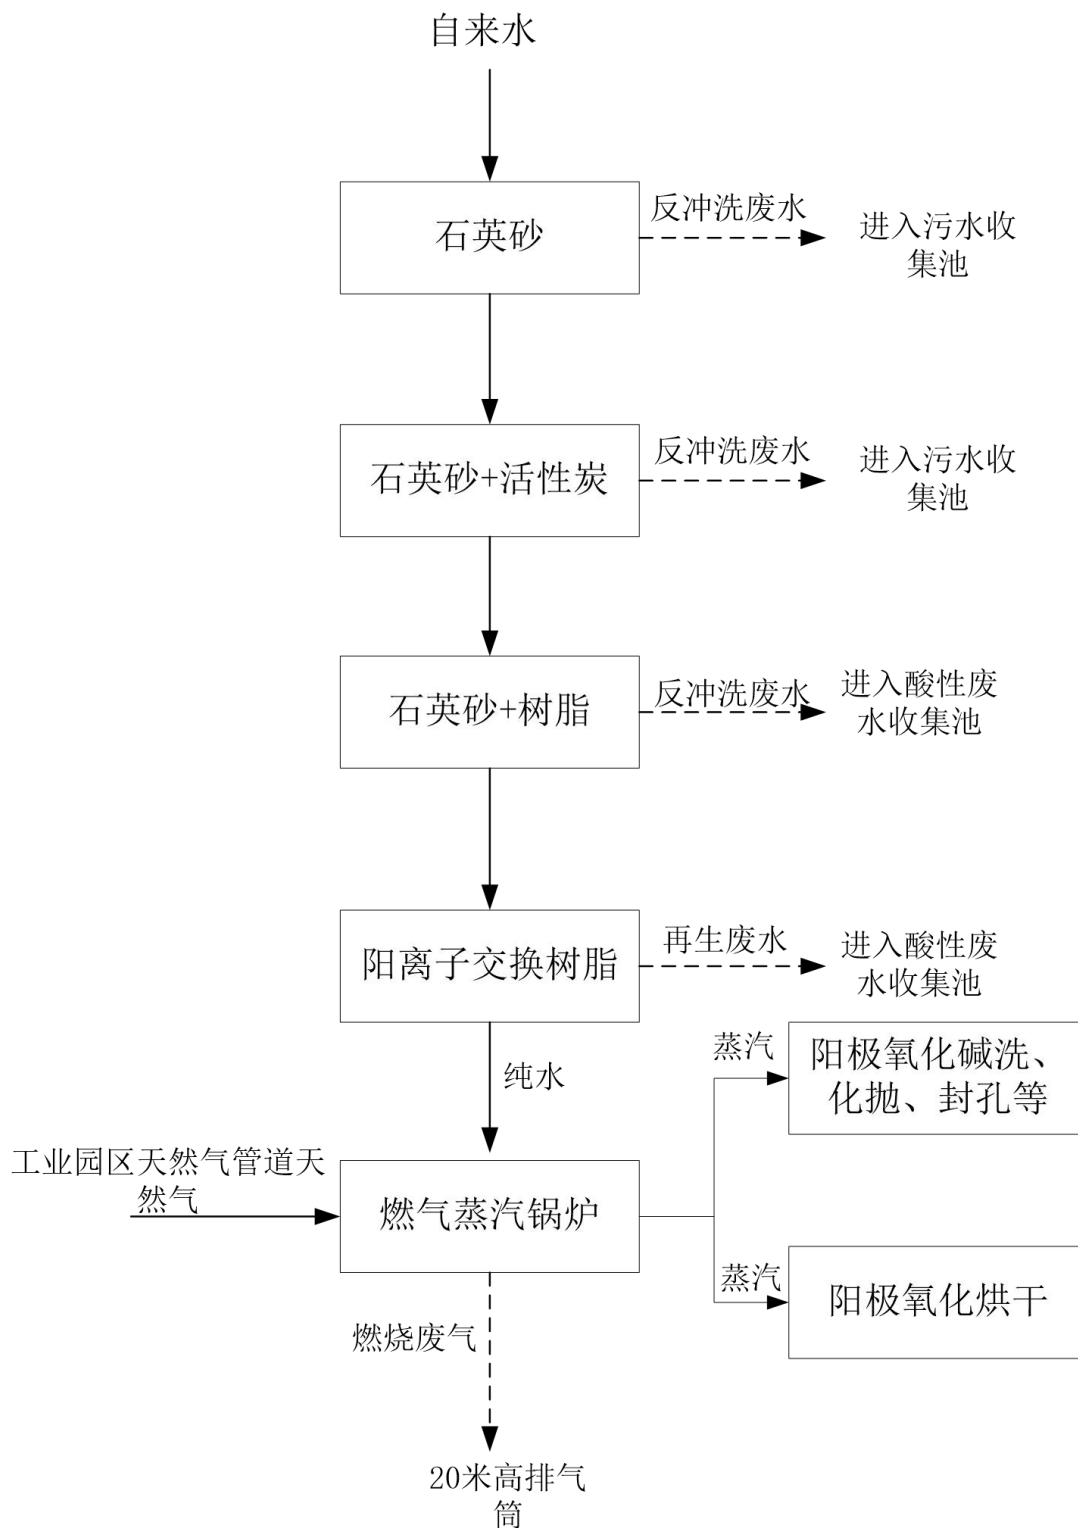 自来水
石英砂
反冲洗废水
进入污水收
集池
石英砂+活性炭
反冲洗废水
进入污水收
集池
石英砂+树脂
反冲洗废水
进入酸性废
水收集池
阳离子交换树脂
再生废水
进入酸性废
水收集池
纯水
蒸汽
阳极氧化碱洗、
化抛、封孔等
工业园区天然气管道天
然气
燃气蒸汽锅炉
蒸汽
阳极氧化烘干
燃烧废气
20米高排气
筒